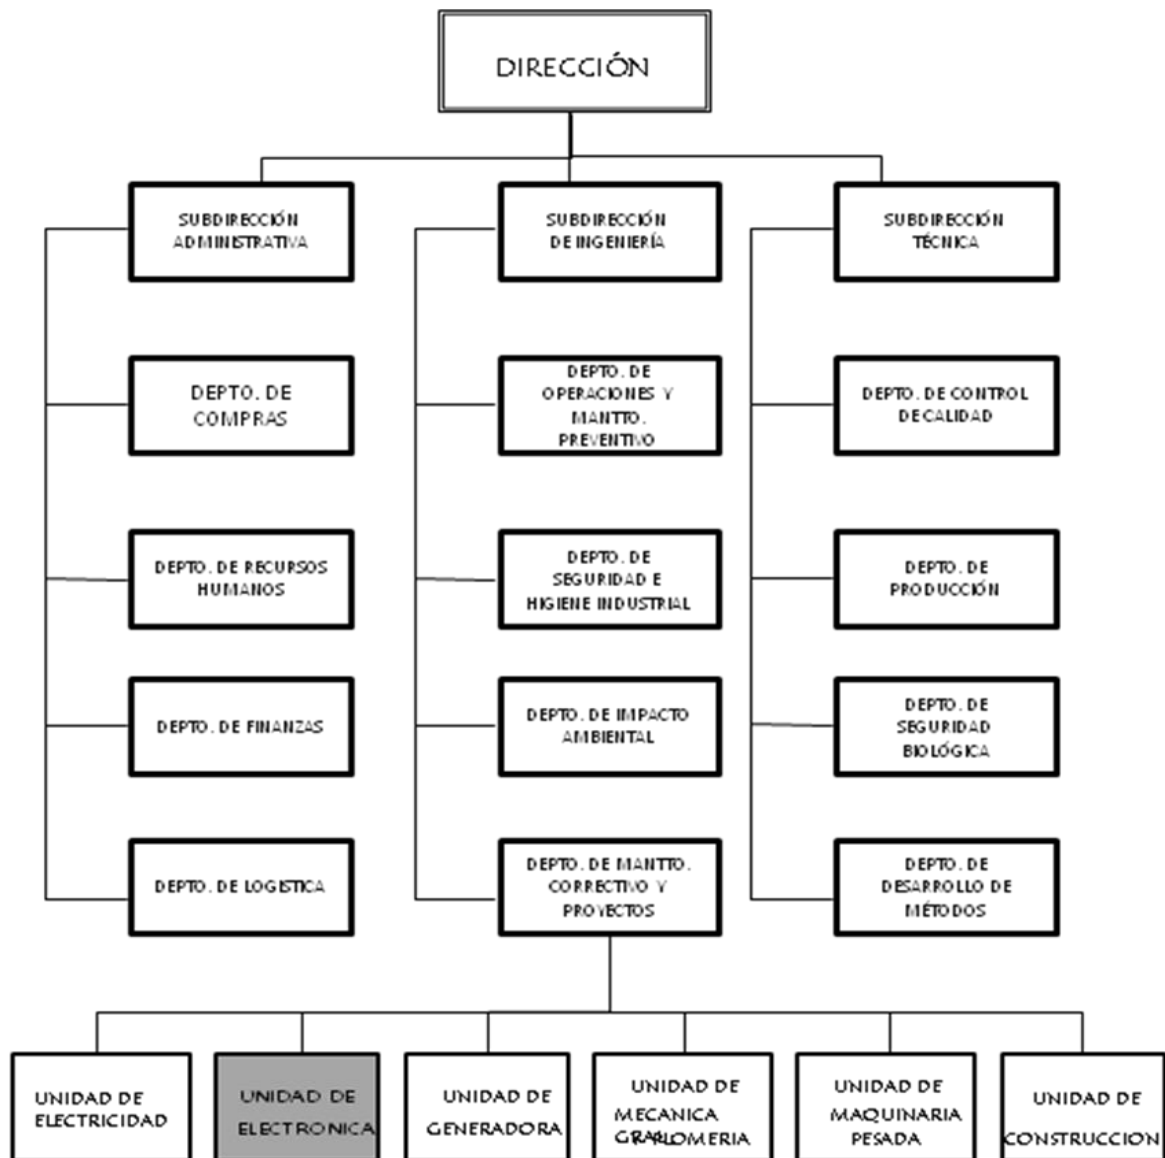 DIRECCIÓN
SUBDIRECCIÓN
ADMINISTRATIVA
SUBDIRECCIÓN
DE INGENIERÍA
SUBDIRECCIÓN
TÉCNICA
DEPTO. DE
COMPRAS
DEPTO. DE
OPERACIONES Y
MANTTO.
PREVENTIVO
DEPTO. DE CONTROL
DE CALIDAD
DEPTO. DE RECURSOS
HUMANOS
DEPTO. DE
SEGURIDAD E
HIGIENE INDUSTRIAL
DEPTO. DE
PRODUCCIÓN
DEPTO. DE FINANZAS
DEPTO. DE IMPACTO
AMBIENTAL
DEPTO. DE
SEGURIDAD
BIOLÓGICA
DEPTO. DE LOGISTICA
DEPTO. DE MANTTO.
CORRECTIVO Y
PROYECTOS
DEPTO. DE
DESARROLLO DE
MÉTODOS
UNIDAD DE
ELECTRICIDAD
UNIDAD DE
ELECTRONICA
UNIDAD DE
GENERADORA
UNIDAD DE
MECANICA
UNIDAD DE
MAQUINARIA
PESADA
UNIDAD DE
CONSTRUCCION